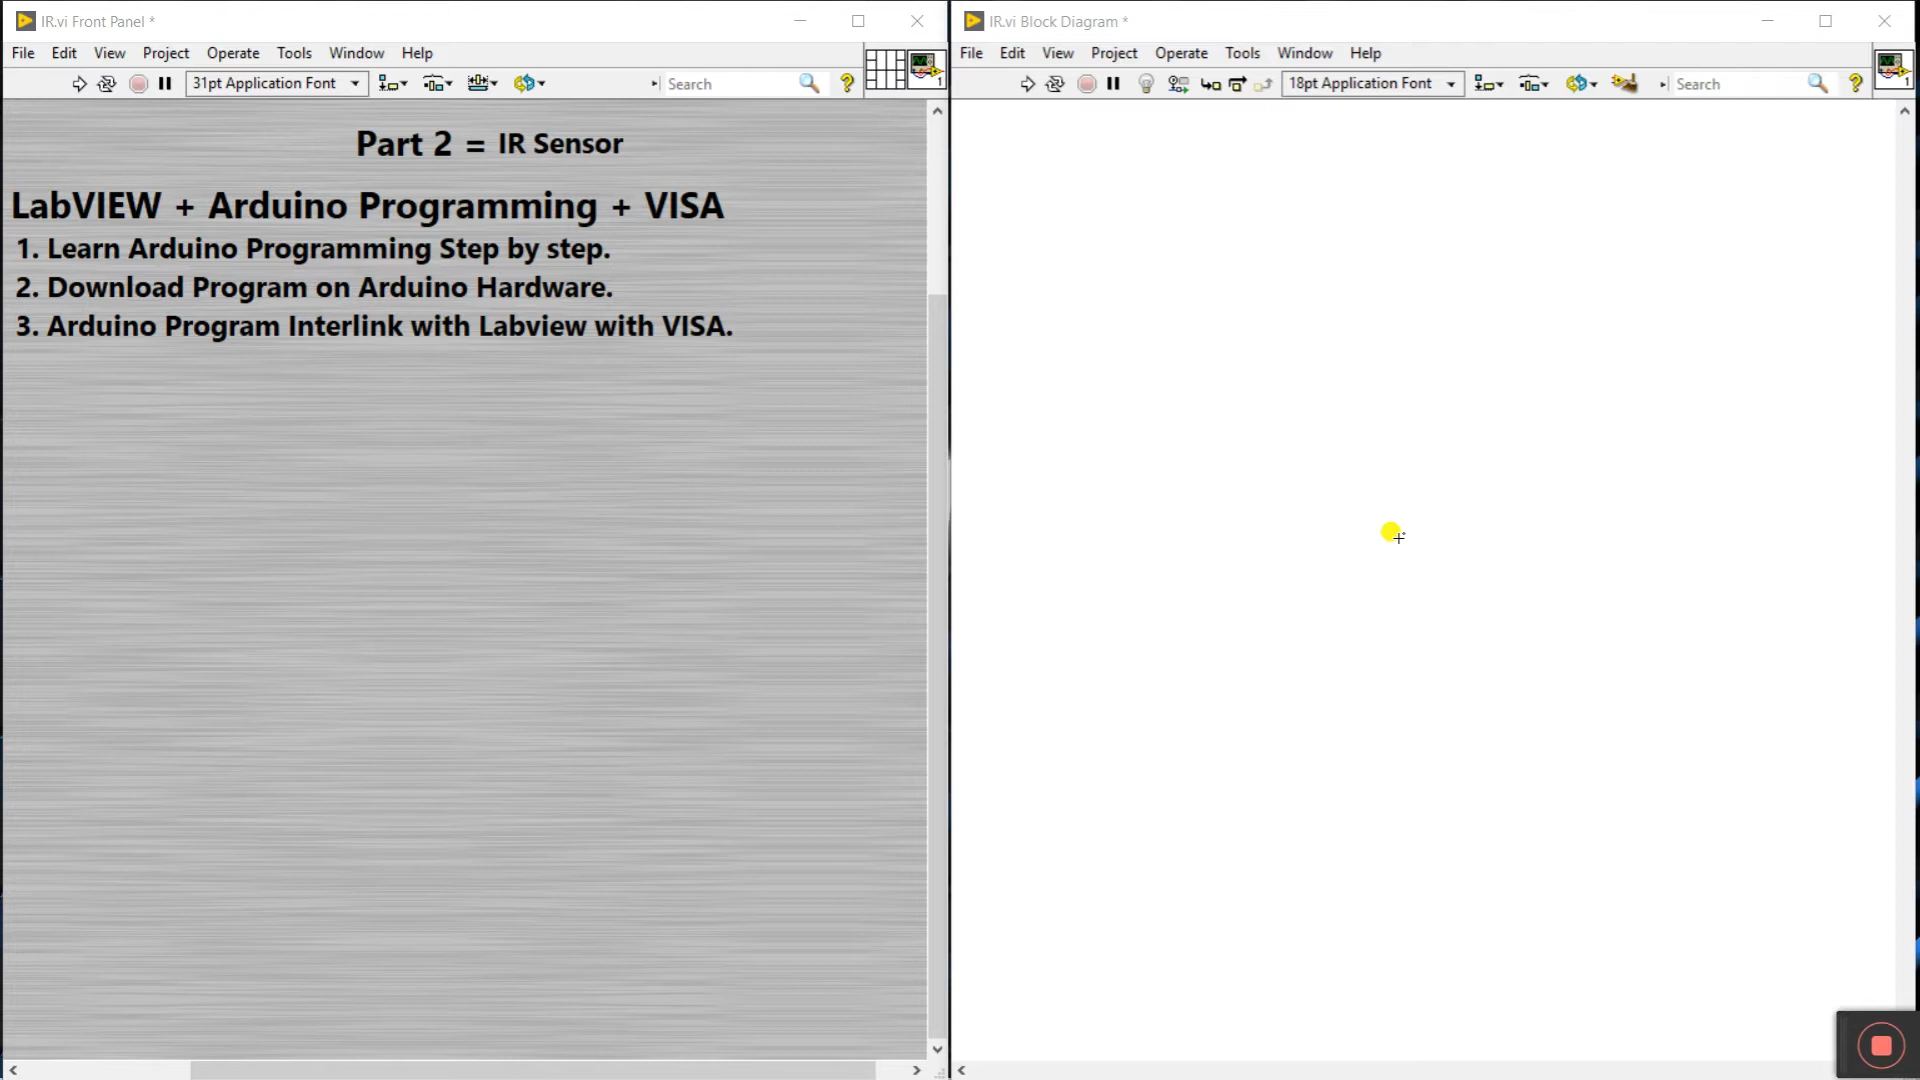 IR.vi Front Panel *
File Edit View Project Operate Tools Window Help
31pt Application Font
Search
1
Part 2 = IR Sensor
LabVIEW + Arduino Programming + VISA
1. Learn Arduino Programming Step by step.
2. Download Program on Arduino Hardware.
3. Arduino Program Interlink with Labview with VISA.
IR.vi Block Diagram *
File Edit View Project Operate Tools Window Help
18pt Application Font
Search
1